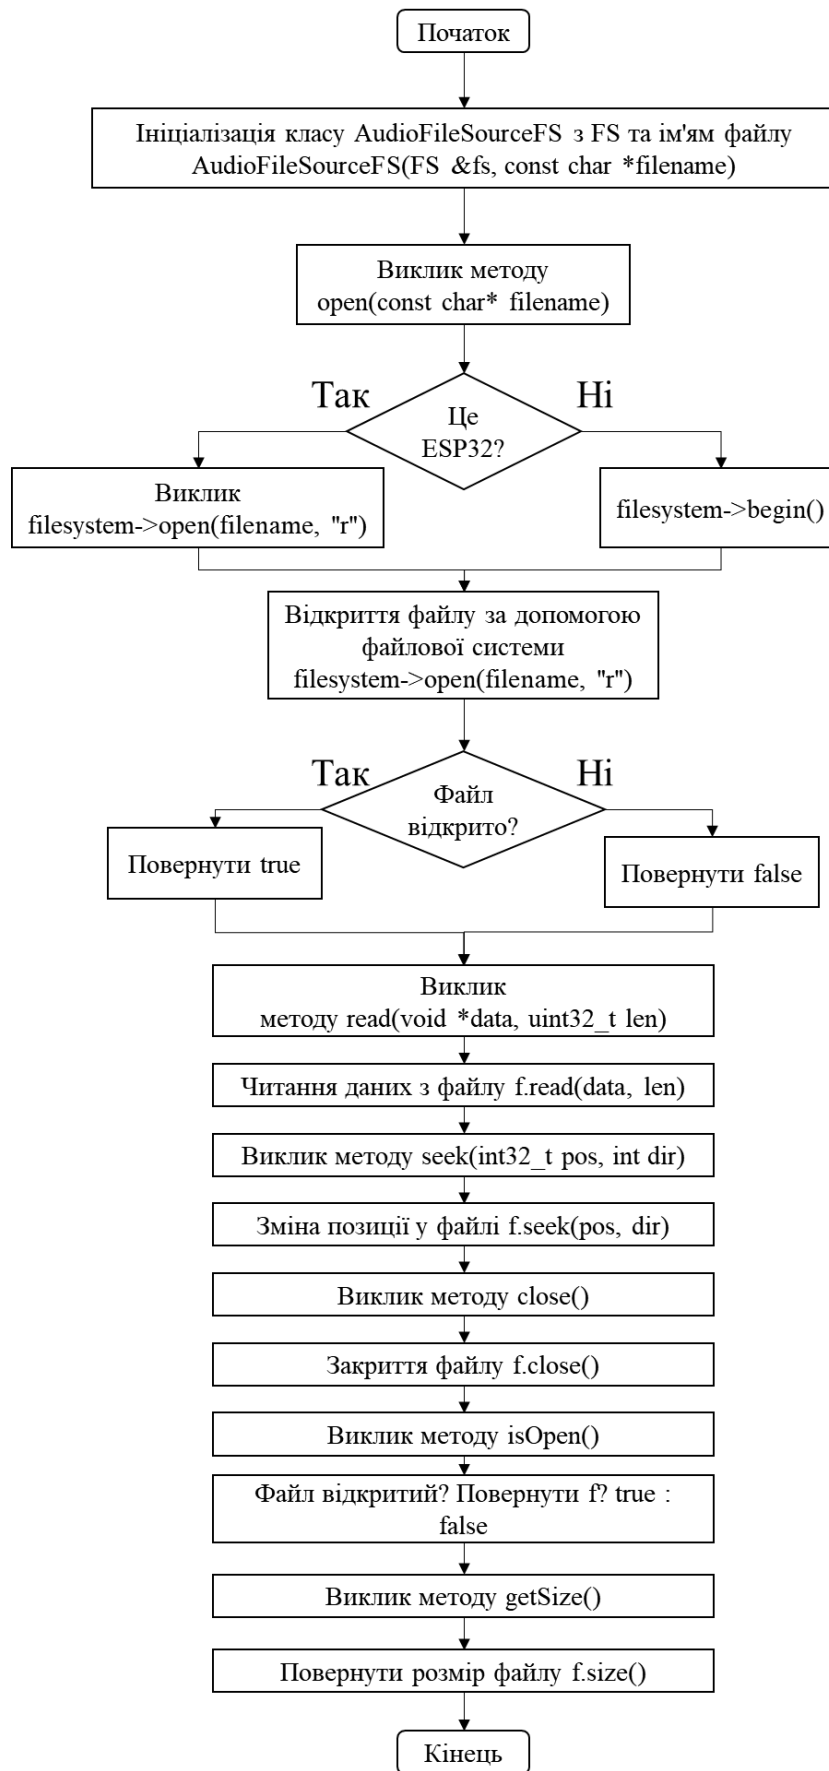 Початок
Ініціалізація класу AudioFileSourceFS з FS та ім'ям файлу
AudioFileSourceFS(FS &fs, const char *filename)
Виклик методу
open(const char* filename)
Так
Ні
Це
ESP32?
Виклик
filesystem->open(filename, "r")
filesystem->begin()
Відкриття файлу за допомогою
файлової системи
filesystem->open(filename, "r")
Так
Ні
Файл
відкрито?
Повернути true
Повернути false
Виклик
методу read(void *data, uint32_t len)
Читання даних з файлу f.read(data, len)
Виклик методу seek(int32_t pos, int dir)
Зміна позиції у файлі f.seek(pos, dir)
Виклик методу close()
Закриття файлу f.close()
Виклик методу isOpen()
Файл відкритий? Повернути f? true :
false
Виклик методу getSize()
Повернути розмір файлу f.size()
Кінець